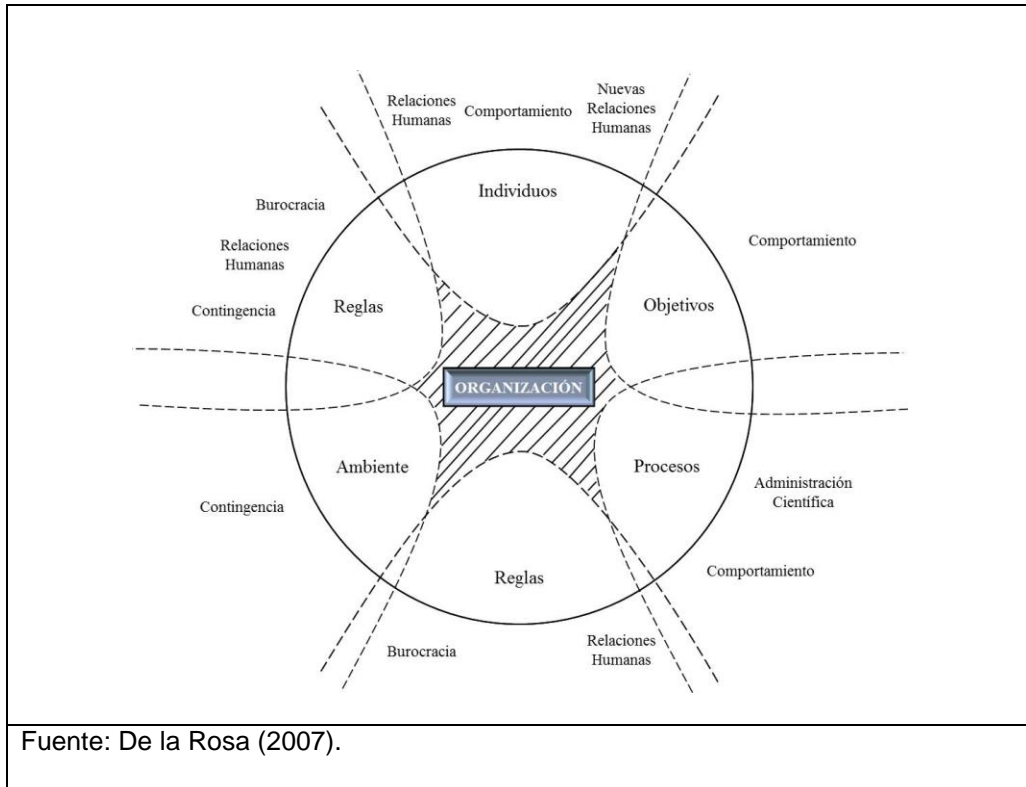 Nuevas
Relaciones
Humanas
Relaciones
Humanas
Comportamiento
Individuos
Burocracia
Relaciones
Humanas
Contingencia
Comportamiento
Reglas
Objetivos
ORGANIZACIÓN
Ambiente
Procesos
Contingencia
Administración
Científica
Comportamiento
Reglas
Burocracia
Relaciones
Humanas
Fuente: De la Rosa (2007).